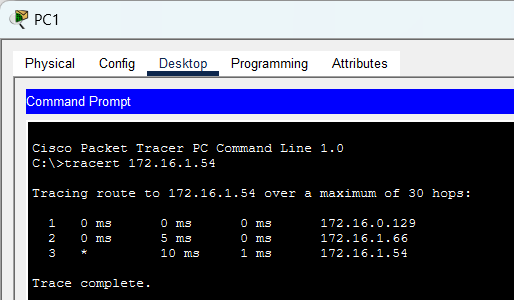 PC1
Physical Config Desktop Programming Attributes
Command Prompt
Cisco Packet Tracer PC Command Line 1.0
C:\>tracert 172.16.1.54
Tracing route to 172.16.1.54 over a maximum of 30 hops:
1 0 ms 0 ms 0 ms 172.16.0.129
2 0 ms 5 ms 0 ms 172.16.1.66
3 * 10 ms 1 ms 172.16.1.54
Trace complete.